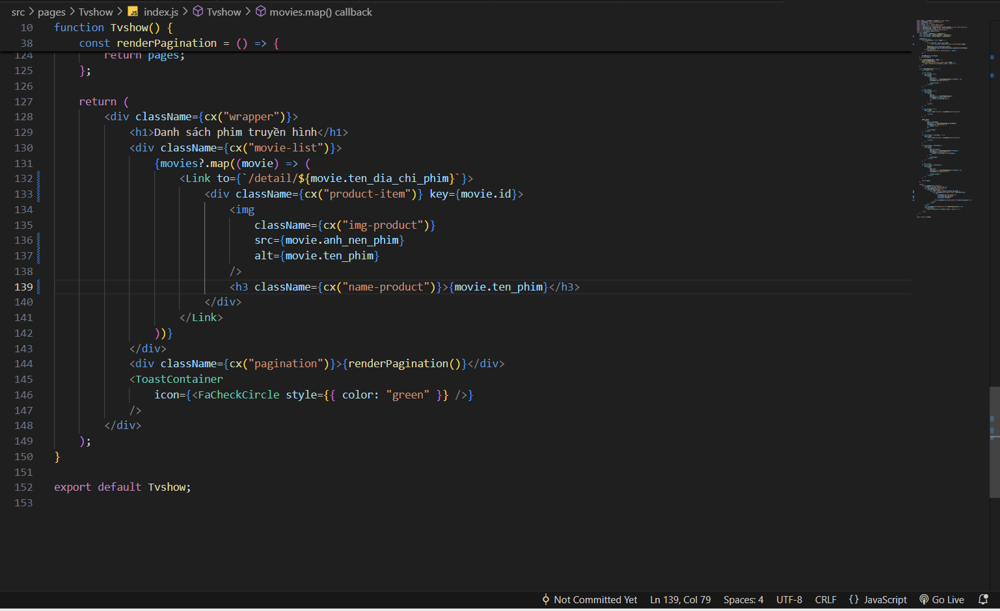 src > pages > Tvshow > JS index.js > Tvshow > movies.map() callback
10 function Tvshow() {
38 const renderPagination = () => {
124 return pages;
125 };
126
127 return (
128 <div className={cx("wrapper")}>
129 <h1>Danh sách phim truyền hình</h1>
130 <div className={cx("movie-list")}>
131 {movies?.map((movie) => (
132 <Link to={`/detail/${movie.ten_dia_chi_phim}`}>
133 <div className={cx("product-item")} key={movie.id}>
134 <img
135 className={cx("img-product")}
136 src={movie.anh_nen_phim}
137 alt={movie.ten_phim}
138 />
139 <h3 className={cx("name-product")}>{movie.ten_phim}</h3>
140 </div>
141 </Link>
142 ))}
143 </div>
144 <div className={cx("pagination")}>{renderPagination()}</div>
145 <ToastContainer
146 icon={<FaCheckCircle style={{ color: "green" }} />}
147 />
148 </div>
149 );
150 }
151
152 export default Tvshow;
153
Not Committed Yet Ln 139, Col 79 Spaces: 4 UTF-8 CRLF {} JavaScript Go Live